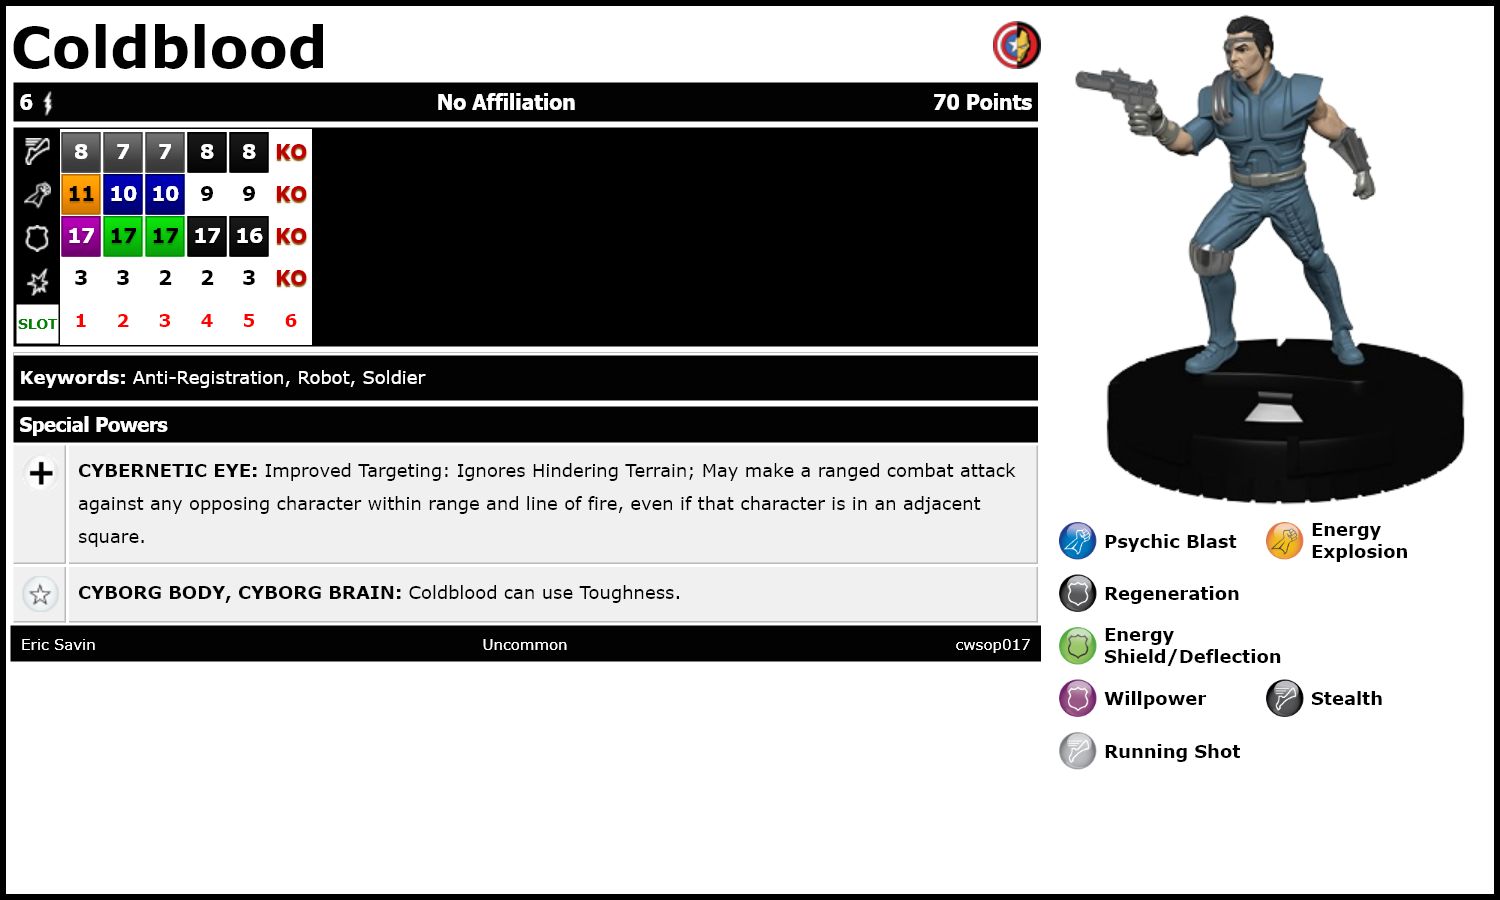 Coldblood
6 No Affiliation 70 Points
8 7 7 8 8 KO
11 10 10 9 9 KO
17 17 17 17 16 KO
3 3 2 2 3 KO
SLOT 1 2 3 4 5 6
Keywords: Anti-Registration, Robot, Soldier
Special Powers
CYBERNETIC EYE: Improved Targeting: Ignores Hindering Terrain; May make a ranged combat attack
against any opposing character within range and line of fire, even if that character is in an adjacent
square.
CYBORG BODY, CYBORG BRAIN: Coldblood can use Toughness.
Eric Savin Uncommon cwsop017
Psychic Blast
Energy
Explosion
Regeneration
Energy
Shield/Deflection
Willpower Stealth
Running Shot